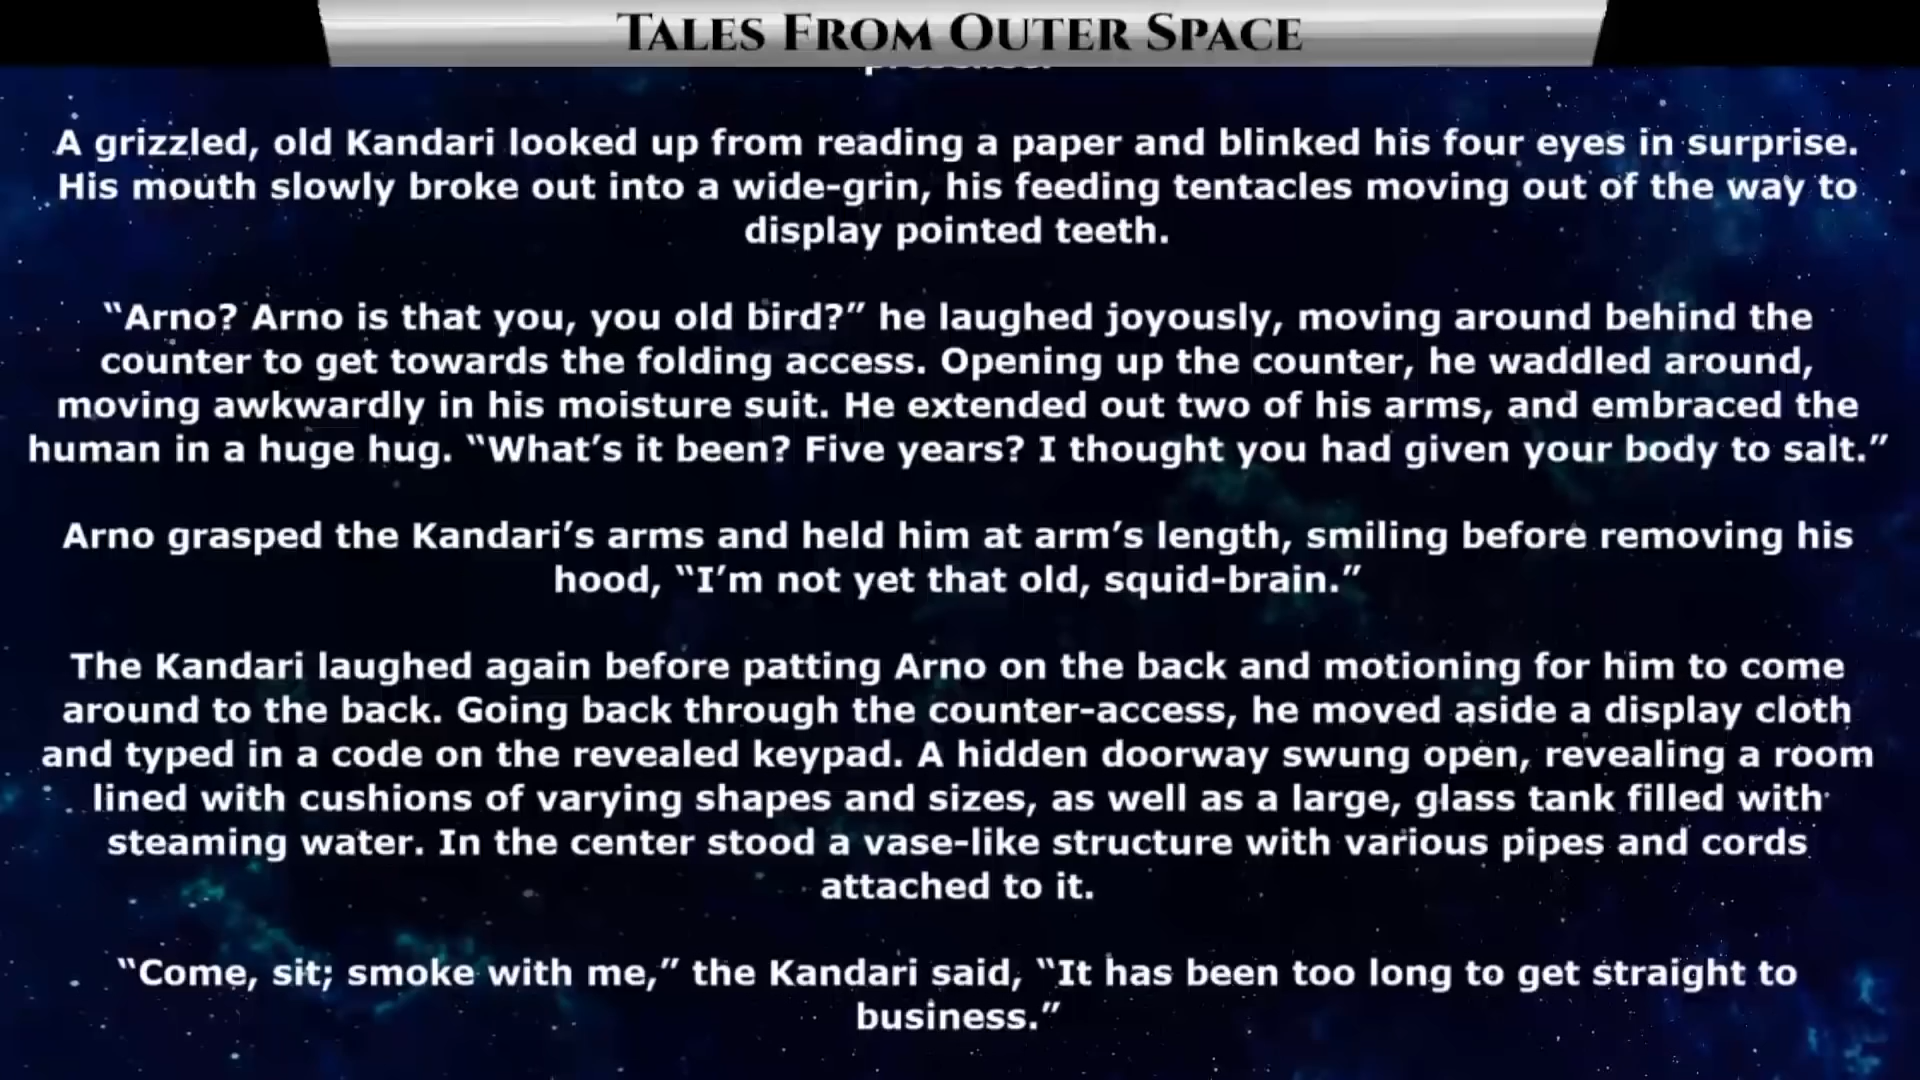 Tales From Outer Space
A grizzled, old Kandari looked up from reading a paper and blinked his four eyes in surprise.
His mouth slowly broke out into a wide-grin, his feeding tentacles moving out of the way to
display pointed teeth.
“Arno? Arno is that you, you old bird?” he laughed joyously, moving around behind the
counter to get towards the folding access. Opening up the counter, he waddled around,
moving awkwardly in his moisture suit. He extended out two of his arms, and embraced the
human in a huge hug. “What’s it been? Five years? I thought you had given your body to salt.”
Arno grasped the Kandari’s arms and held him at arm’s length, smiling before removing his
hood, “I’m not yet that old, squid-brain.”
The Kandari laughed again before patting Arno on the back and motioning for him to come
around to the back. Going back through the counter-access, he moved aside a display cloth
and typed in a code on the revealed keypad. A hidden doorway swung open, revealing a room
lined with cushions of varying shapes and sizes, as well as a large, glass tank filled with
steaming water. In the center stood a vase-like structure with various pipes and cords
attached to it.
“Come, sit; smoke with me,” the Kandari said, “It has been too long to get straight to
business.”